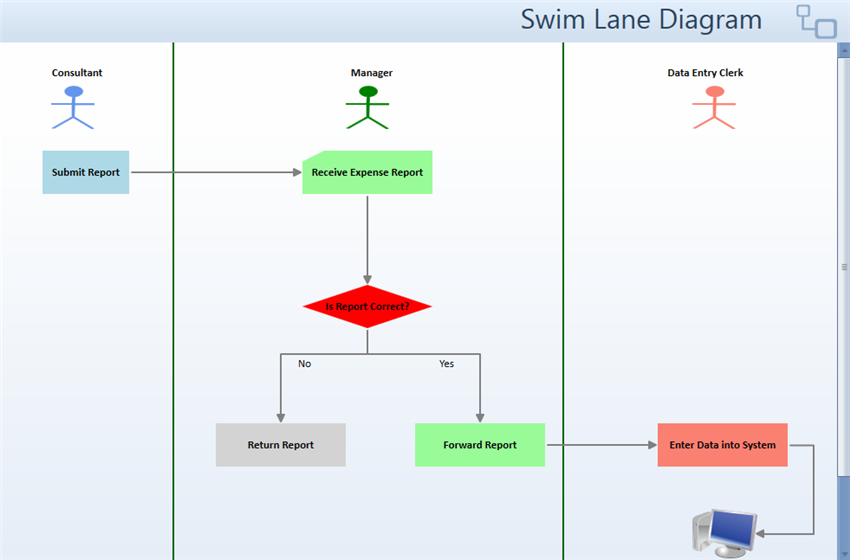 Swim Lane Diagram
Consultant
Manager
Data Entry Clerk
Submit Report
Receive Expense Report
Is Report Correct?
No
Yes
Return Report
Forward Report
Enter Data into System